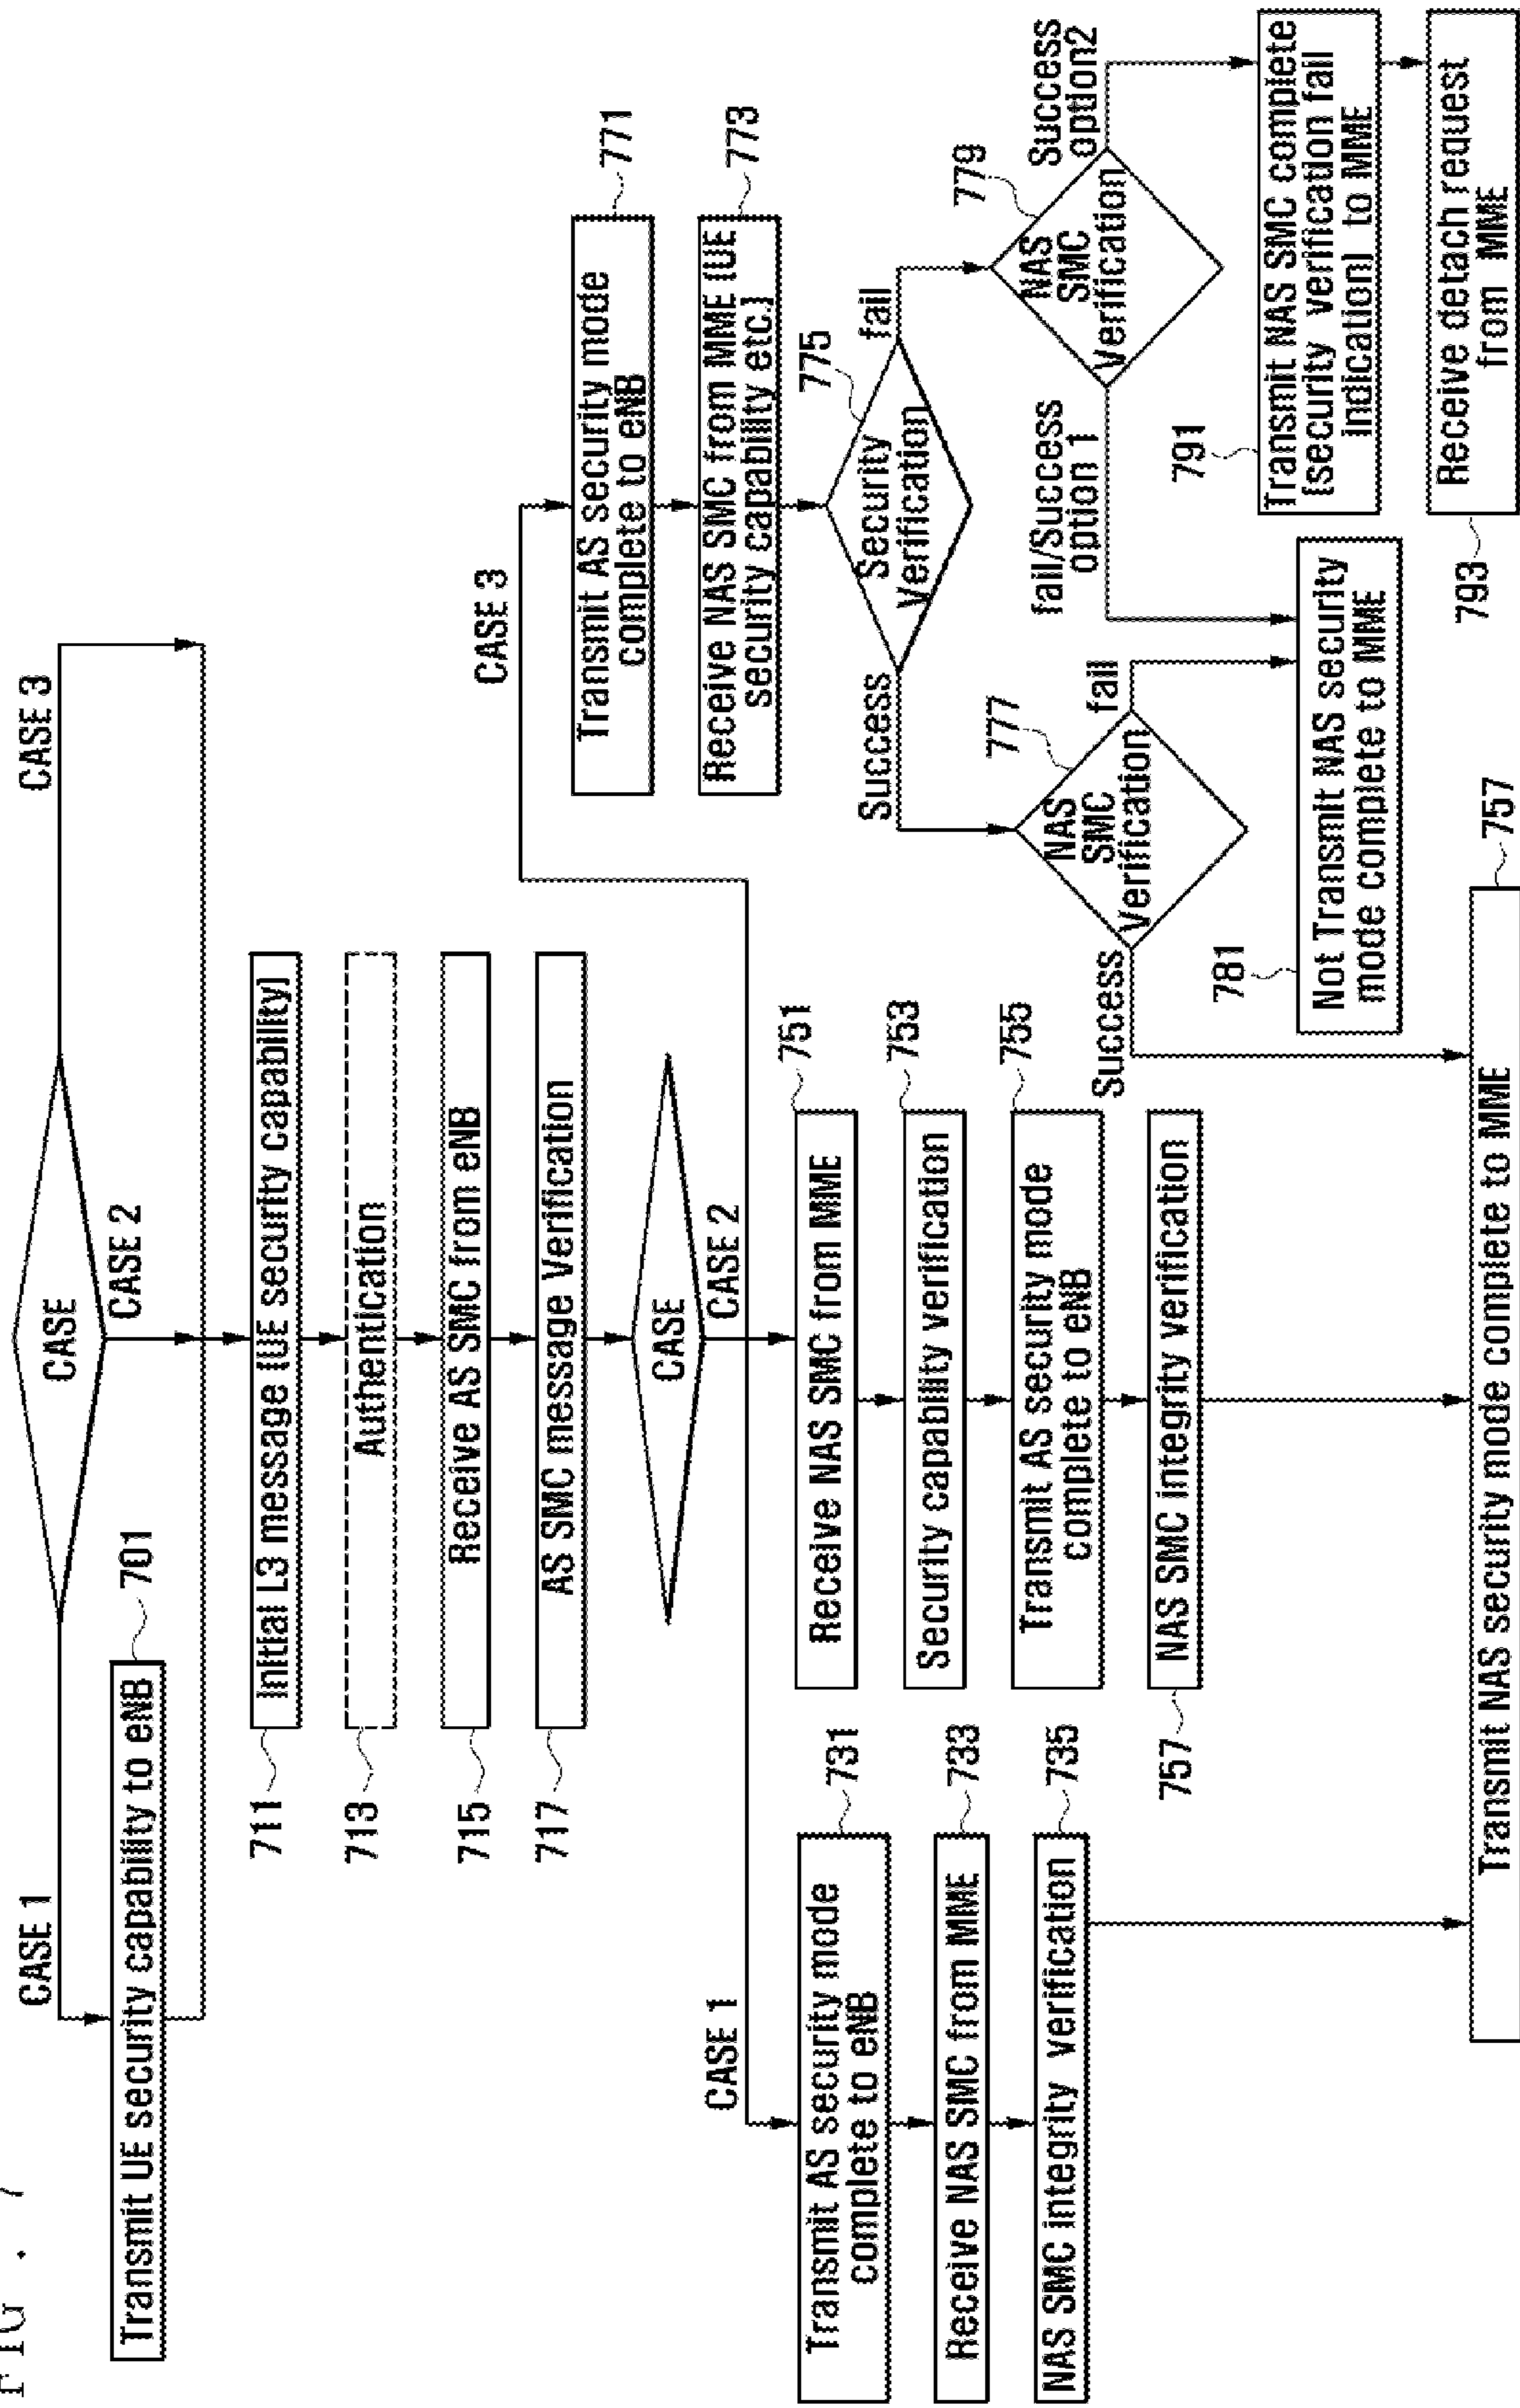 FIG . 7
CASE
CASE 1
CASE 2
CASE 3
Transmit UE security capability to eNB
701
711
Initial L3 message (UE security capability)
713
Authentication
715
Receive AS SMC from eNB
717
AS SMC message Verification
CASE
CASE 1
CASE 2
CASE 3
731
Transmit AS security mode
complete to eNB
733
Receive NAS SMC from MME
735
NAS SMC integrity verification
751
Receive NAS SMC from MME
753
Security capability verification
755
Transmit AS security mode
complete to eNB
757
NAS SMC integrity verification
771
Transmit AS security mode
complete to eNB
773
Receive NAS SMC from MME (UE
security capability etc.)
775
Security
Verification
Success
fail
777
NAS
SMC
Verification
Success
fail
779
NAS
SMC
Verification
fail/Success
option 1
Success
option2
781
Not Transmit NAS security
mode complete to MME
791
Transmit NAS SMC complete
(security verification fail
indication) to MME
793
Receive detach request
from MME
757
Transmit NAS security mode complete to MME